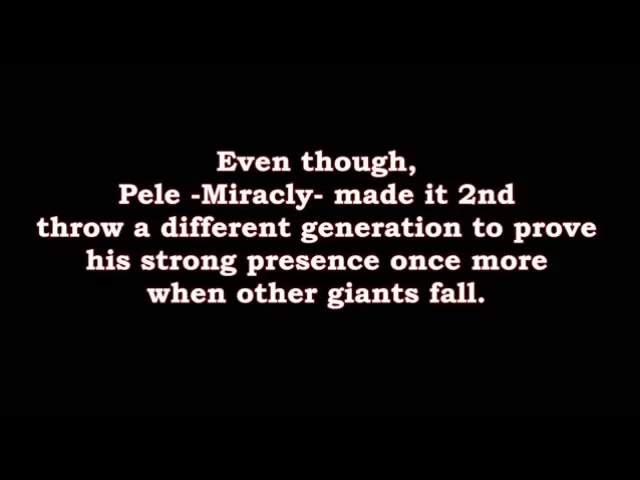 Even though,
Pele -Miracly- made it 2nd
throw a different generation to prove
his strong presence once more
when other giants fall.